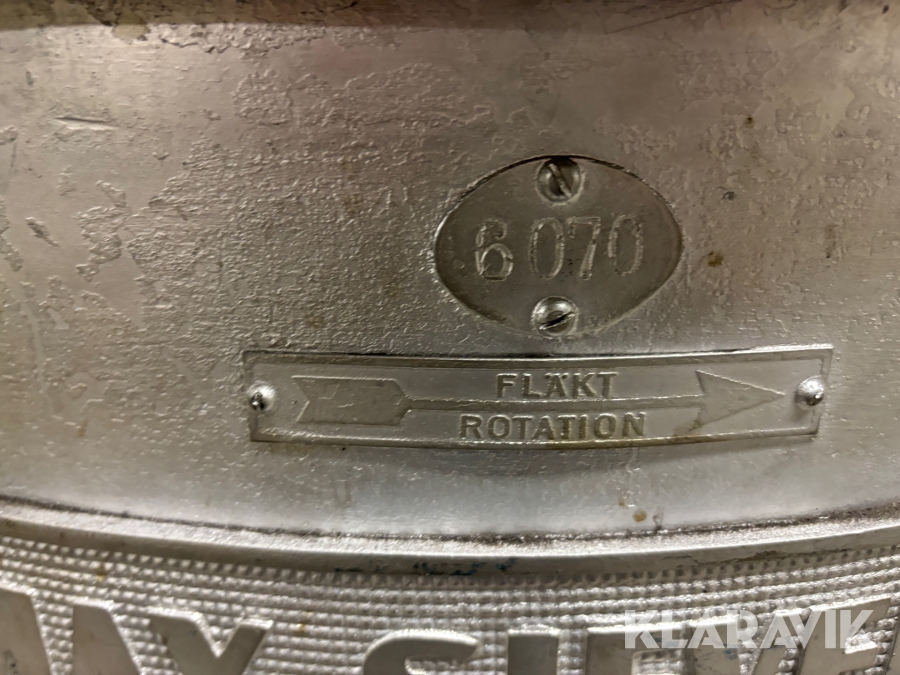 6070
FLÄKT
ROTATION
KLARAVIK